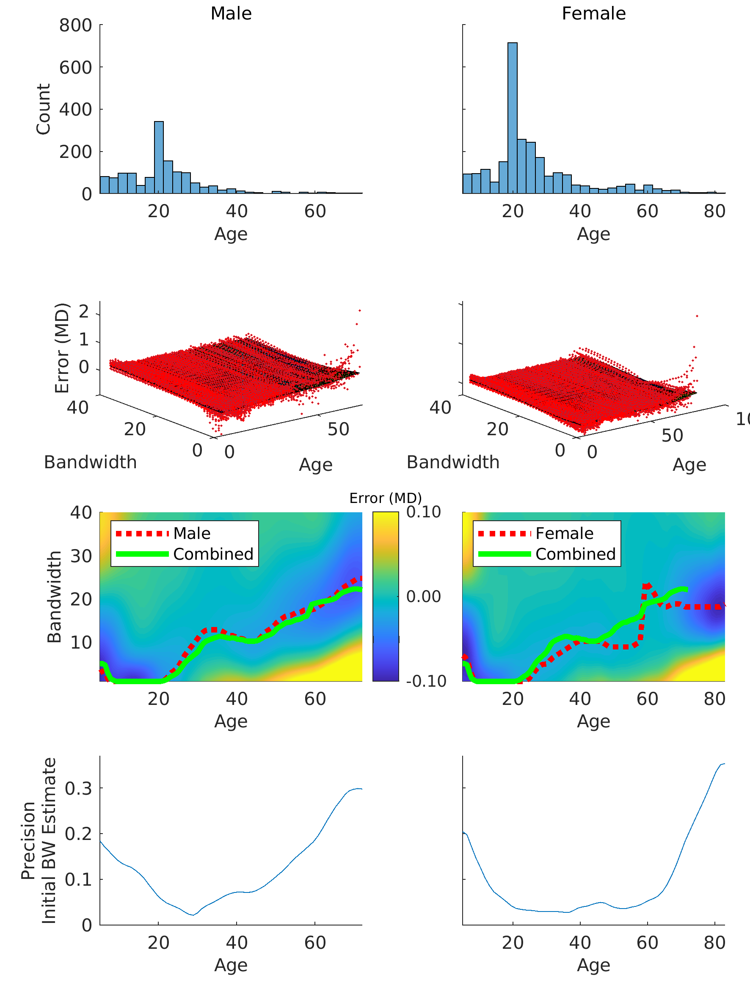 Male
Female
800
600
400
200
0
Count
20 40 60
20 40 60 80
Age
Age
2
1
0
Error (MD)
40
20
0
0
50
Bandwidth
Age
40
20
0
0
50
10
Bandwidth
Age
Error (MD)
40
30
20
10
Bandwidth
Male
Combined
0.10
0.00
-0.10
Female
Combined
20 40 60
20 40 60 80
Age
Age
0.3
0.2
0.1
0
Precision
Initial BW Estimate
20 40 60
20 40 60 80
Age
Age